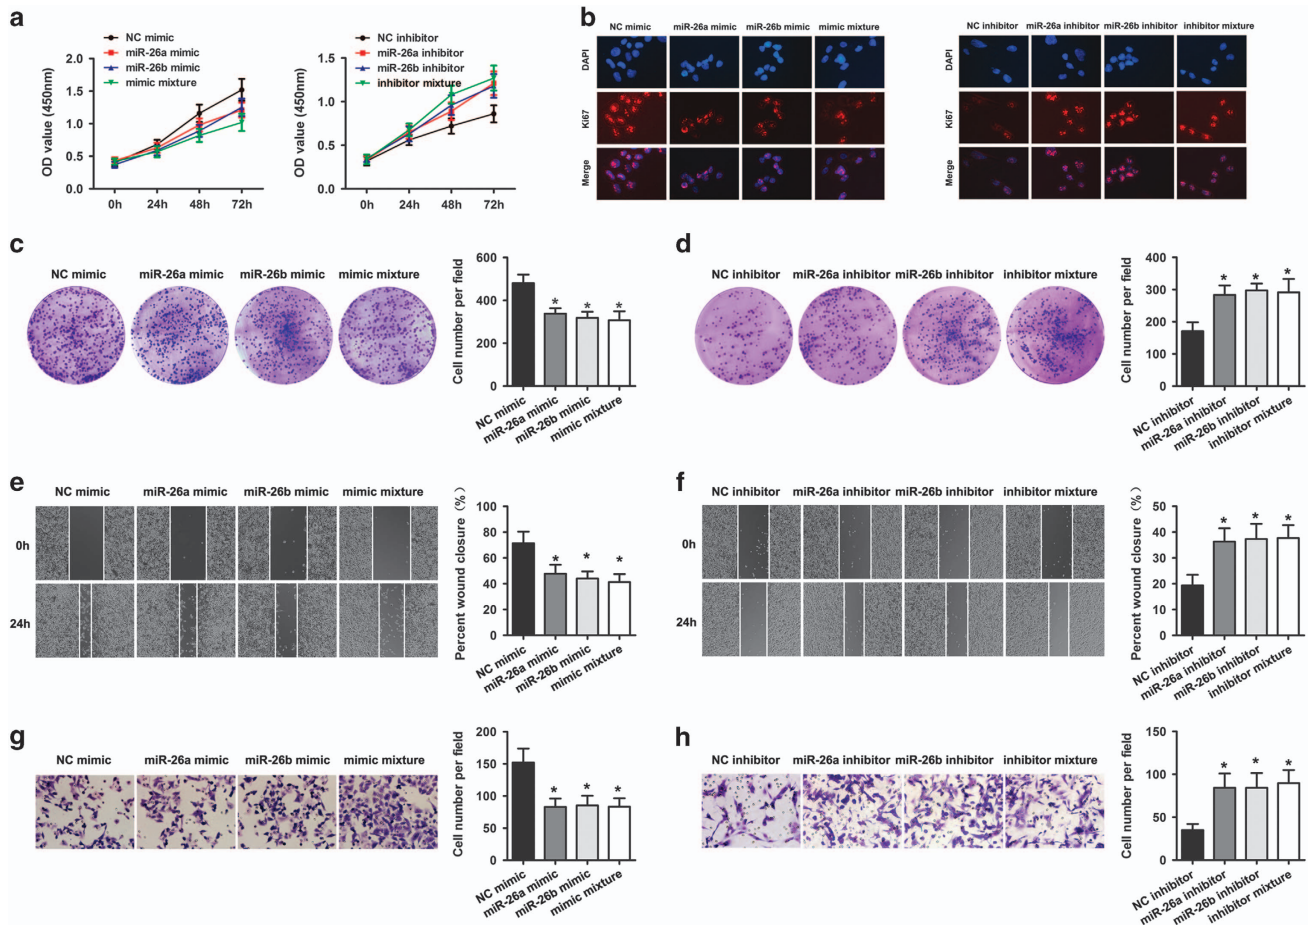 a
NC mimic
miR-26a mimic
miR-26b mimic
mimic mixture
OD value (450nm)
2.0
1.5
1.0
0.5
0.0
0h 24h 48h 72h
NC inhibitor
miR-26a inhibitor
miR-26b inhibitor
inhibitor mixture
OD value (450nm)
1.5
1.0
0.5
0.0
0h 24h 48h 72h
b
NC mimic miR-26a mimic miR-26b mimic mimic mixture
DAPI
Ki67
Merge
NC inhibitor miR-26a inhibitor miR-26b inhibitor inhibitor mixture
DAPI
Ki67
Merge
c
NC mimic miR-26a mimic miR-26b mimic mimic mixture
Cell number per field
600
400
200
0
* * *
NC mimic
miR-26a mimic
miR-26b mimic
mimic mixture
d
NC inhibitor miR-26a inhibitor miR-26b inhibitor inhibitor mixture
Cell number per field
400
300
200
100
0
* * *
NC inhibitor
miR-26a inhibitor
miR-26b inhibitor
inhibitor mixture
e
NC mimic miR-26a mimic miR-26b mimic mimic mixture
0h
24h
Percent wound closure (%)
100
80
60
40
20
0
* * *
NC mimic
miR-26a mimic
miR-26b mimic
mimic mixture
f
NC inhibitor miR-26a inhibitor miR-26b inhibitor inhibitor mixture
0h
24h
Percent wound closure (%)
50
40
30
20
10
0
* * *
NC inhibitor
miR-26a inhibitor
miR-26b inhibitor
inhibitor mixture
g
NC mimic miR-26a mimic miR-26b mimic mimic mixture
Cell number per field
200
150
100
50
0
* * *
NC mimic
miR-26a mimic
miR-26b mimic
mimic mixture
h
NC inhibitor miR-26a inhibitor miR-26b inhibitor inhibitor mixture
Cell number per field
150
100
50
0
* * *
NC inhibitor
miR-26a inhibitor
miR-26b inhibitor
inhibitor mixture